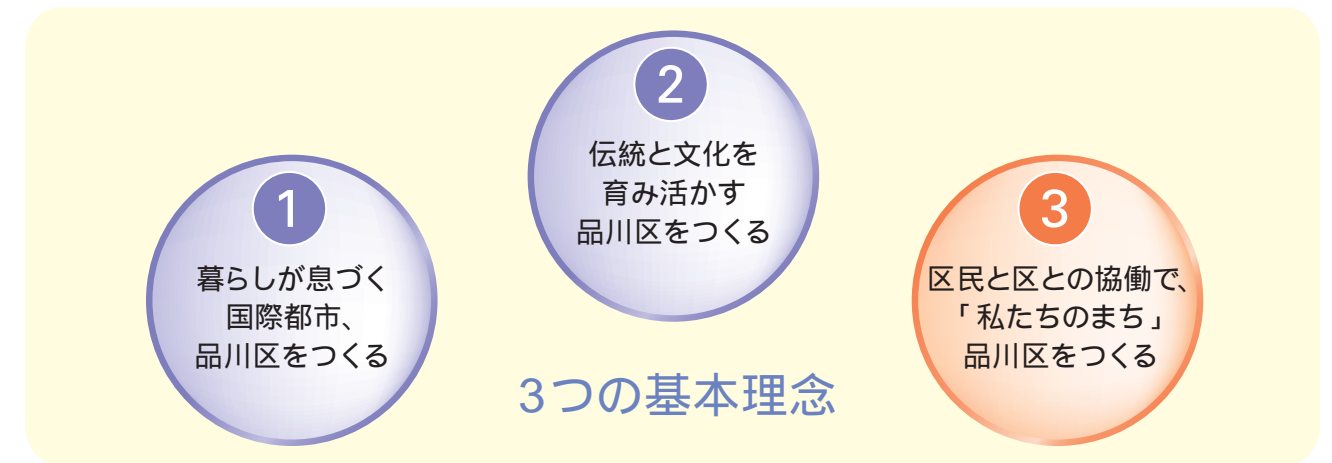 1
暮らしが息づく
国際都市、
品川区をつくる
2
伝統と文化を
育み活かす
品川区をつくる
3
区民と区との協働で、
「私たちのまち」
品川区をつくる
3つの基本理念